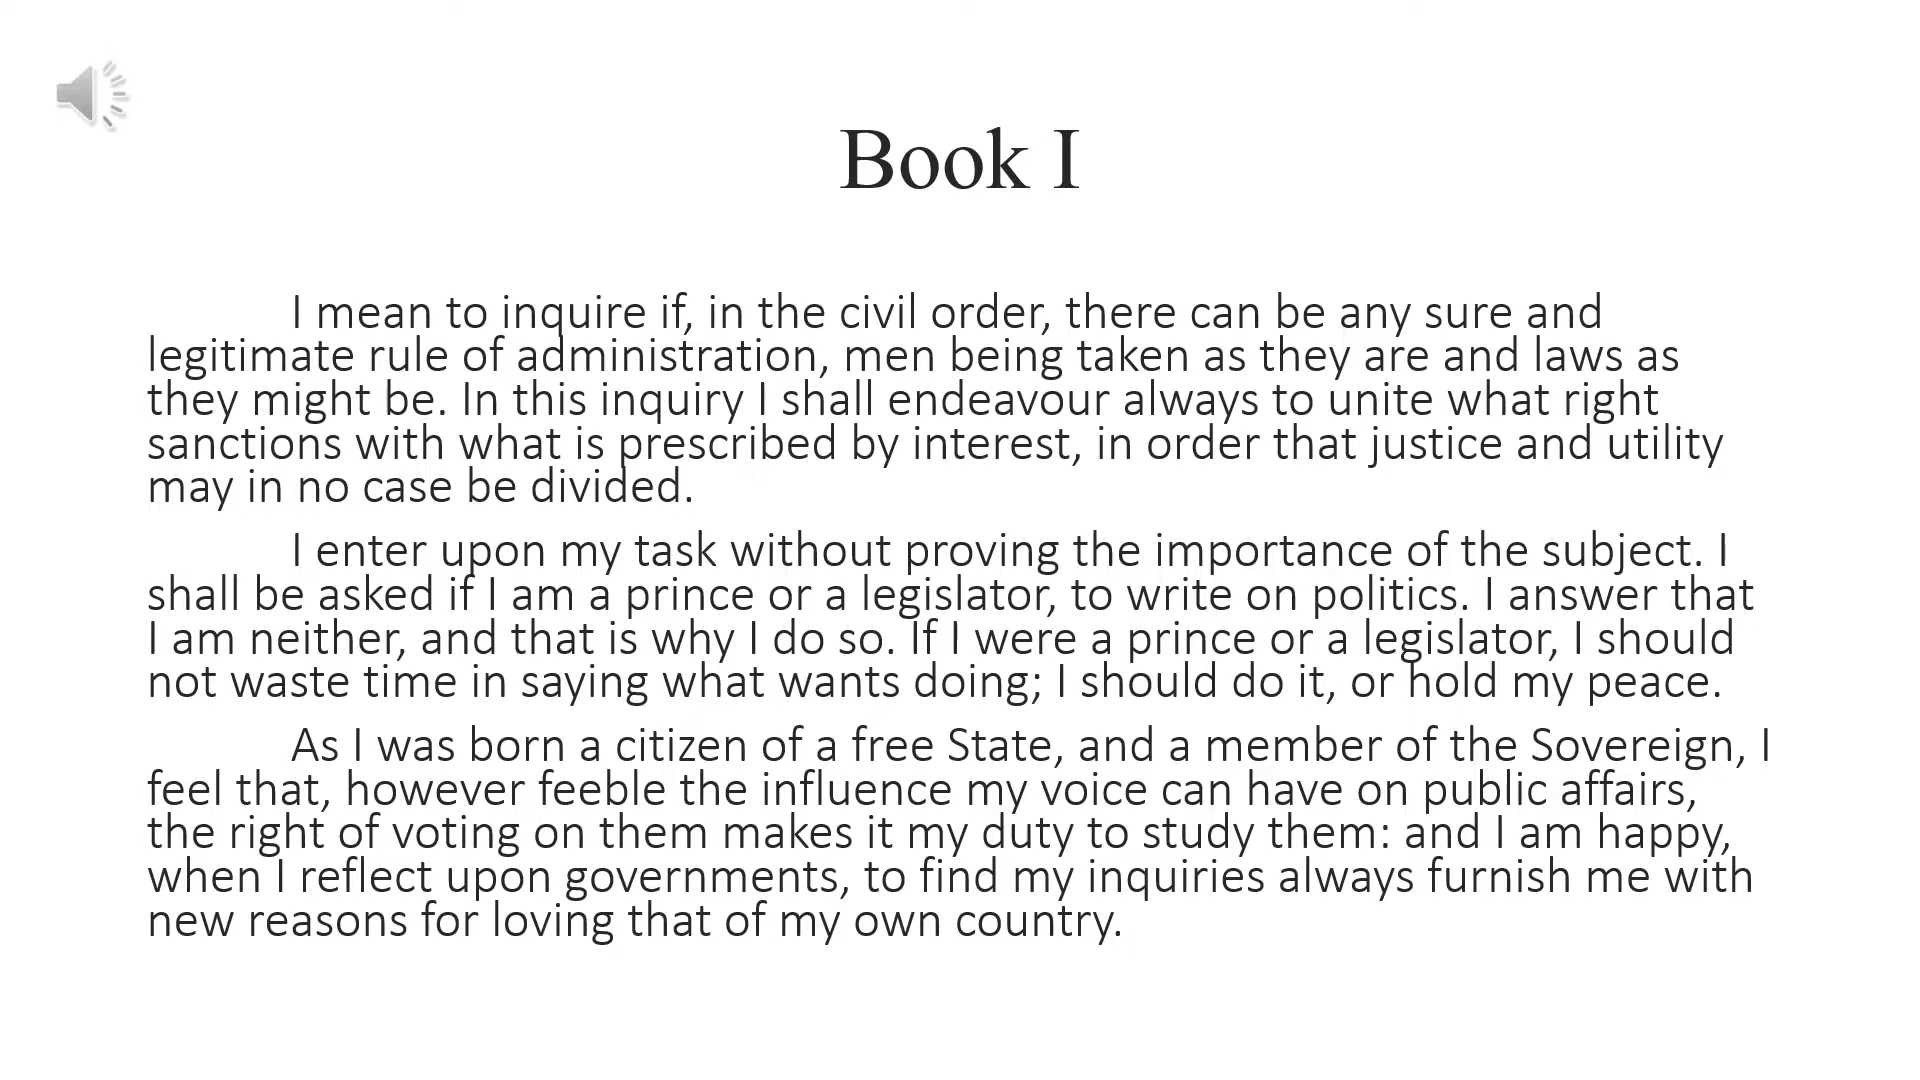 Book I
I mean to inquire if, in the civil order, there can be any sure and
legitimate rule of administration, men being taken as they are and laws as
they might be. In this inquiry I shall endeavour always to unite what right
sanctions with what is prescribed by interest, in order that justice and utility
may in no case be divided.
I enter upon my task without proving the importance of the subject. I
shall be asked if I am a prince or a legislator, to write on politics. I answer that
I am neither, and that is why I do so. If I were a prince or a legislator, I should
not waste time in saying what wants doing; I should do it, or hold my peace.
As I was born a citizen of a free State, and a member of the Sovereign, I
feel that, however feeble the influence my voice can have on public affairs,
the right of voting on them makes it my duty to study them: and I am happy,
when I reflect upon governments, to find my inquiries always furnish me with
new reasons for loving that of my own country.